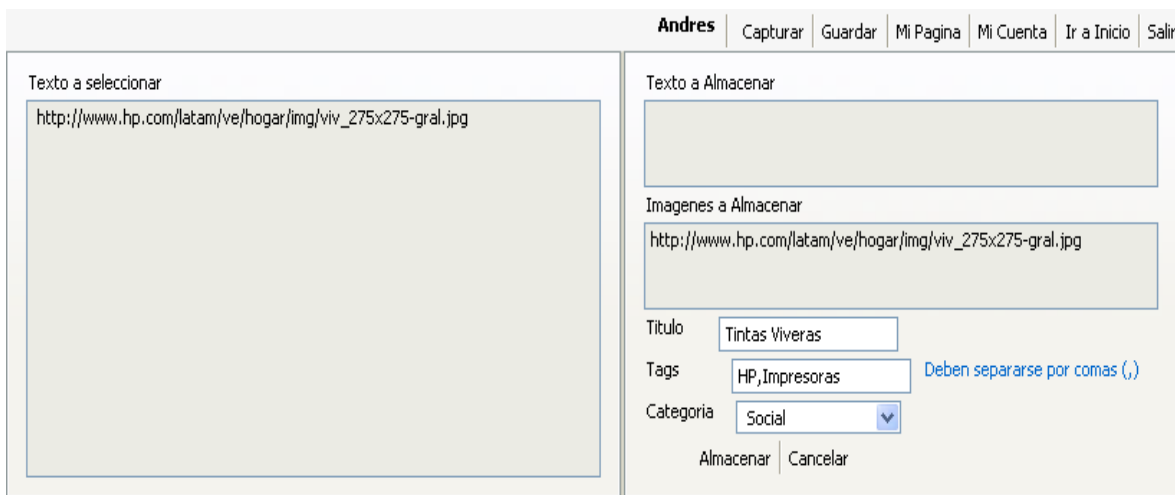 Andres Capturar Guardar Mi Pagina Mi Cuenta Ir a Inicio Salir
Texto a seleccionar
http://www.hp.com/latam/ve/hogar/img/viv_275x275-gral.jpg
Texto a Almacenar
Imagenes a Almacenar
http://www.hp.com/latam/ve/hogar/img/viv_275x275-gral.jpg
Titulo Tintas Viveras
Tags HP,Impresoras Deben separarse por comas (,)
Categoria Social
Almacenar Cancelar